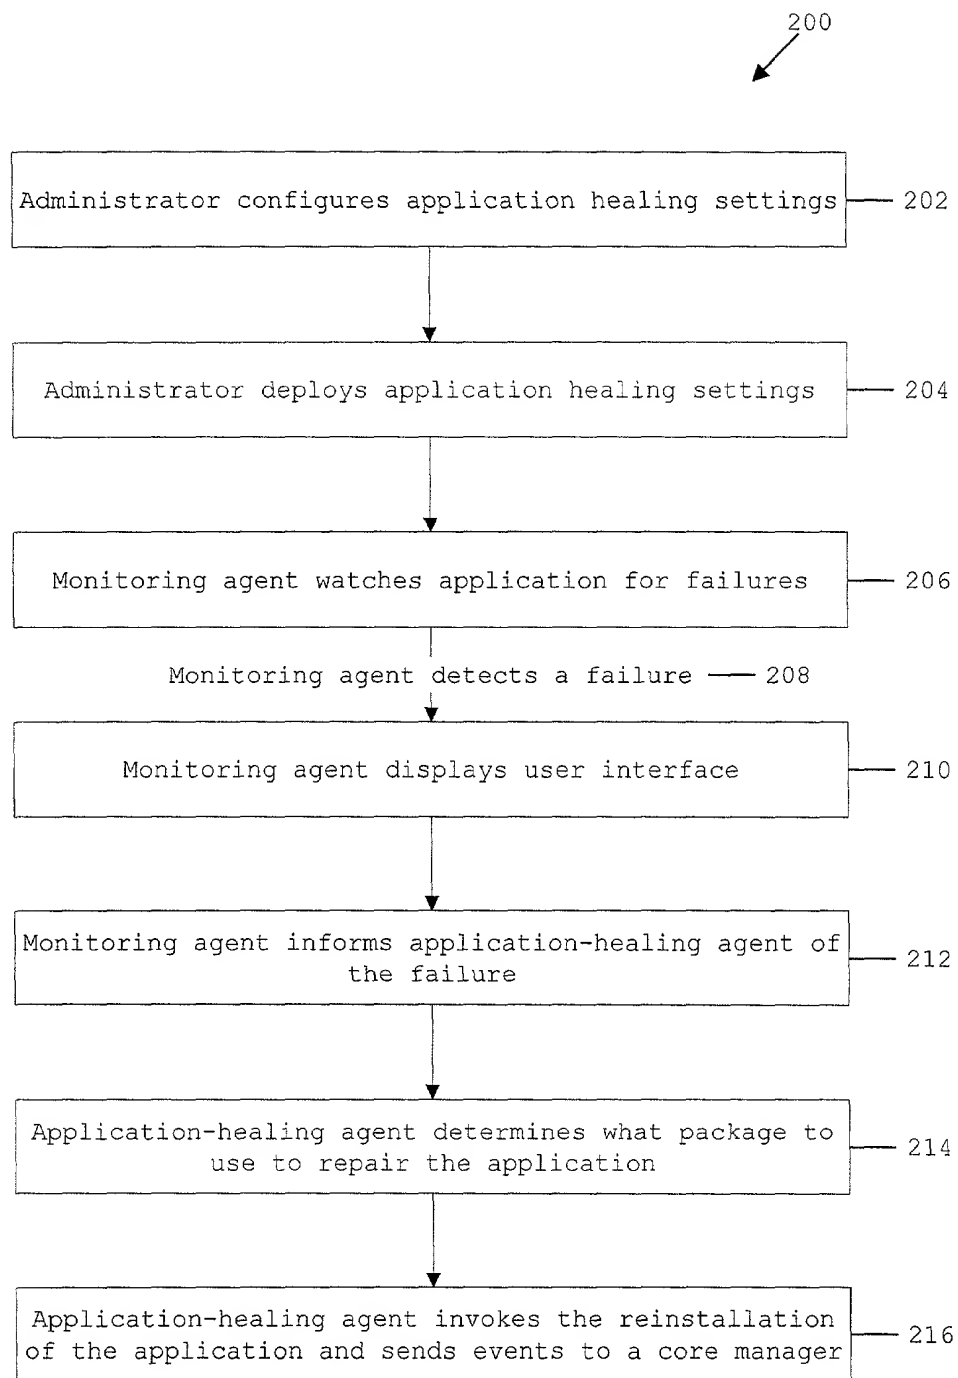 200
Administrator configures application healing settings 202
Administrator deploys application healing settings 204
Monitoring agent watches application for failures 206
Monitoring agent detects a failure 208
Monitoring agent displays user interface 210
Monitoring agent informs application-healing agent of
the failure 212
Application-healing agent determines what package to
use to repair the application 214
Application-healing agent invokes the reinstallation
of the application and sends events to a core manager 216